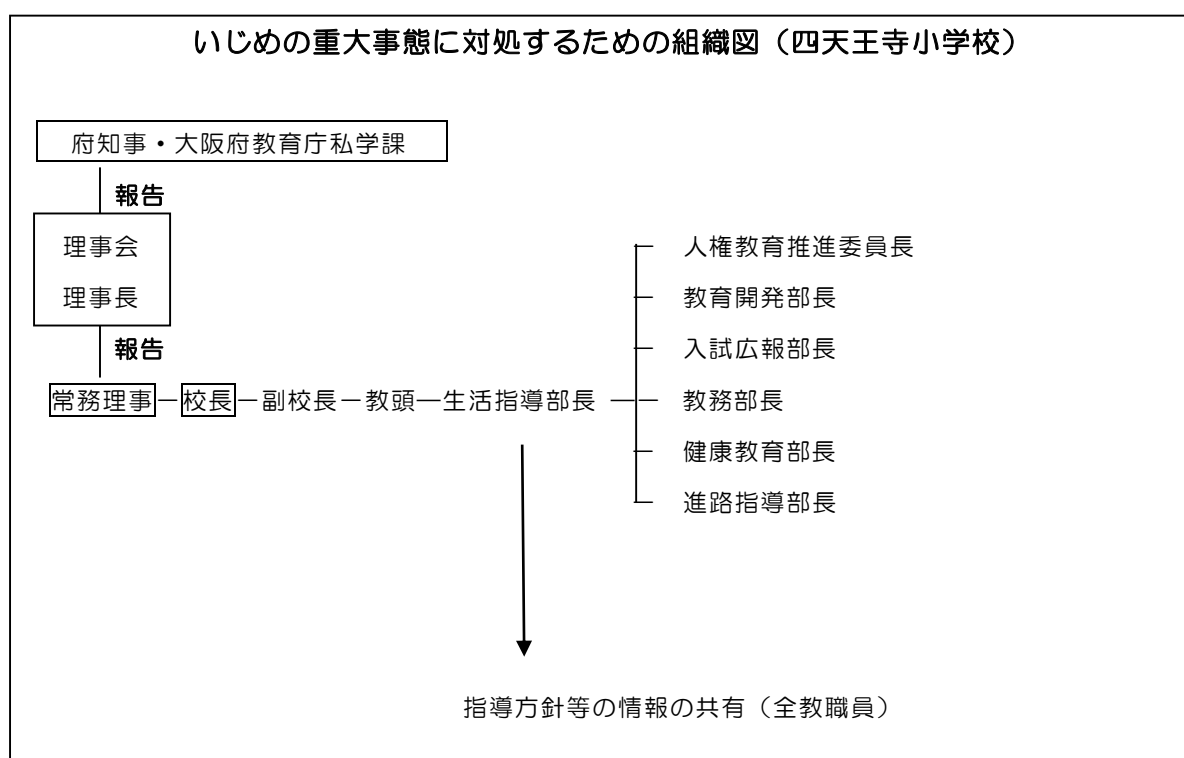 いじめの重大事態に対処するための組織図（四天王寺小学校）
府知事・大阪府教育庁私学課
報告
理事会
理事長
報告
常務理事－校長－副校長－教頭－生活指導部長
人権教育推進委員長
教育開発部長
入試広報部長
教務部長
健康教育部長
進路指導部長
指導方針等の情報の共有（全教職員）